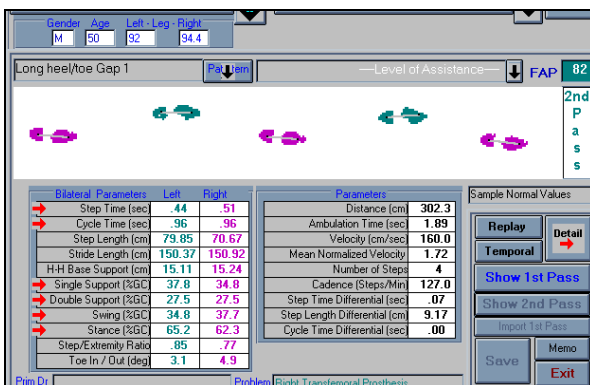 Gender Age Left - Leg - Right
M 50 92 94.4
Long heel/toe Gap 1 —Level of Assistance— FAP 82
2nd
P
a
s
s
Bilateral Parameters Left Right
Step Time (sec) .44 .51
Cycle Time (sec) .96 .96
Step Length (cm) 79.85 70.67
Stride Length (cm) 150.37 150.92
H-H Base Support (cm) 15.11 15.24
Single Support (%GC) 37.8 34.8
Double Support (%GC) 27.5 27.5
Swing (%GC) 34.8 37.7
Stance (%GC) 65.2 62.3
Step/Extremity Ratio .85 .77
Toe In / Out (deg) 3.1 4.9
Parameters
Distance (cm) 302.3
Ambulation Time (sec) 1.89
Velocity (cm/sec) 160.0
Mean Normalized Velocity 1.72
Number of Steps 4
Cadence (Steps/Min) 127.0
Step Time Differential (sec) .07
Step Length Differential (cm) 9.17
Cycle Time Differential (sec) .00
Sample Normal Values
Replay
Detail
Temporal
Show 1st Pass
Show 2nd Pass
Import 1st Pass
Save
Memo
Exit
Prim Dr
Problem Right Transfemoral Prosthesis